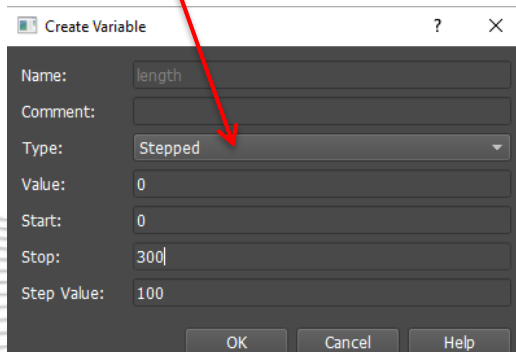 Create Variable ?
Name: length
Comment:
Type: Stepped
Value: 0
Start: 0
Stop: 300
Step Value: 100
OK Cancel Help